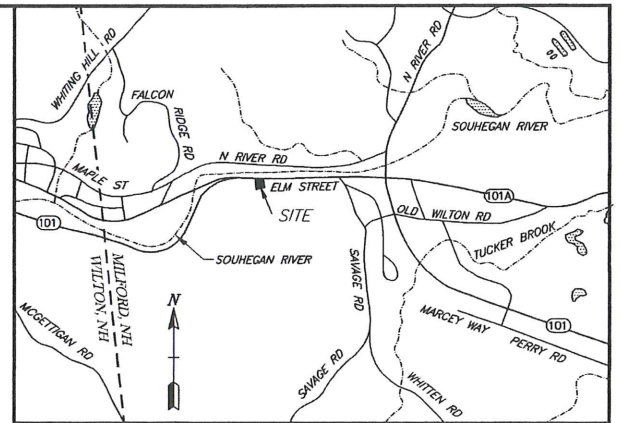 WHITING HILL RD
FALCON
RIDGE RD
N RIVER RD
N RIVER RD
SOUHEGAN RIVER
MAPLE ST
ELM STREET
SITE
101A
OLD WILTON RD
101
SOUHEGAN RIVER
TUCKER BROOK
MILFORD, NH
WILTON, NH
SAVAGE RD
N
MCGETTIGAN RD
MARCEY WAY
101
PERRY RD
SAVAGE RD
WHITTEN RD